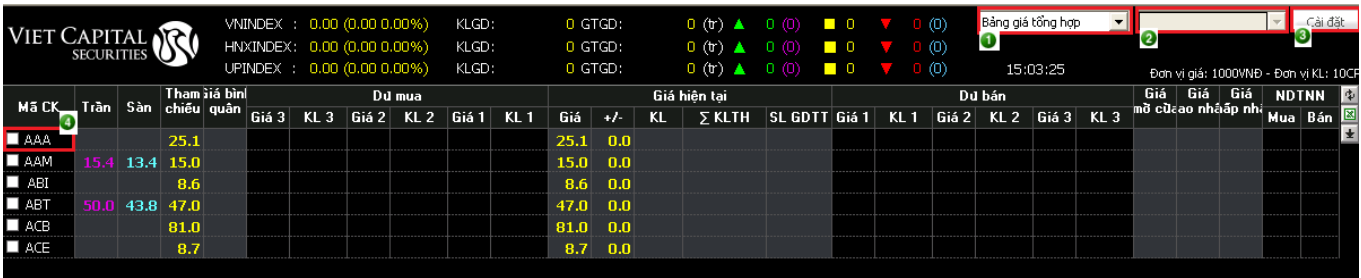 VIET CAPITAL SECURITIES
VNINDEX : 0.00 (0.00 0.00%) KLGD: 0 GTGD: 0 (tr) ▲ 0 (0) ■ 0 ▼ 0 (0)
HNXINDEX: 0.00 (0.00 0.00%) KLGD: 0 GTGD: 0 (tr) ▲ 0 (0) ■ 0 ▼ 0 (0)
UPINDEX : 0.00 (0.00 0.00%) KLGD: 0 GTGD: 0 (tr) ▲ 0 (0) ■ 0 ▼ 0 (0)
Bảng giá tổng hợp Cài đặt
1 2 3
15:03:25 Đơn vị giá: 1000VNĐ - Đơn vị KL: 10CP
Mã CK Trần Sàn Tham chiếu Giá bình quân Dư mua Giá hiện tại Dư bán Giá mở cửa Giá cao nhất Giá thấp nhất NDTNN
Giá 3 KL 3 Giá 2 KL 2 Giá 1 KL 1 Giá +/- KL ∑ KLTH SL GDTT Giá 1 KL 1 Giá 2 KL 2 Giá 3 KL 3 Mua Bán
4
AAA 25.1 25.1 0.0
AAM 15.4 13.4 15.0 15.0 0.0
ABI 8.6 8.6 0.0
ABT 50.0 43.8 47.0 47.0 0.0
ACB 81.0 81.0 0.0
ACE 8.7 8.7 0.0